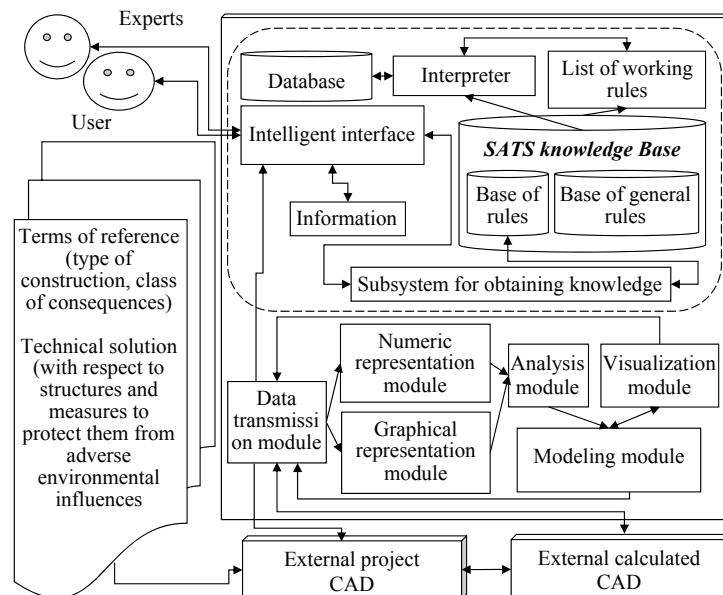 Experts
User
Database
Interpreter
List of working
rules
Intelligent interface
SATS knowledge Base
Base of
rules
Base of general
rules
Information
Subsystem for obtaining knowledge
Terms of reference
(type of
construction, class
of consequences)
Technical solution
(with respect to
structures and
measures to
protect them from
adverse
environmental
influences
Data
transmissi
on module
Numeric
representation
module
Graphical
representation
module
Analysis
module
Visualization
module
Modeling module
External project
CAD
External calculated
CAD